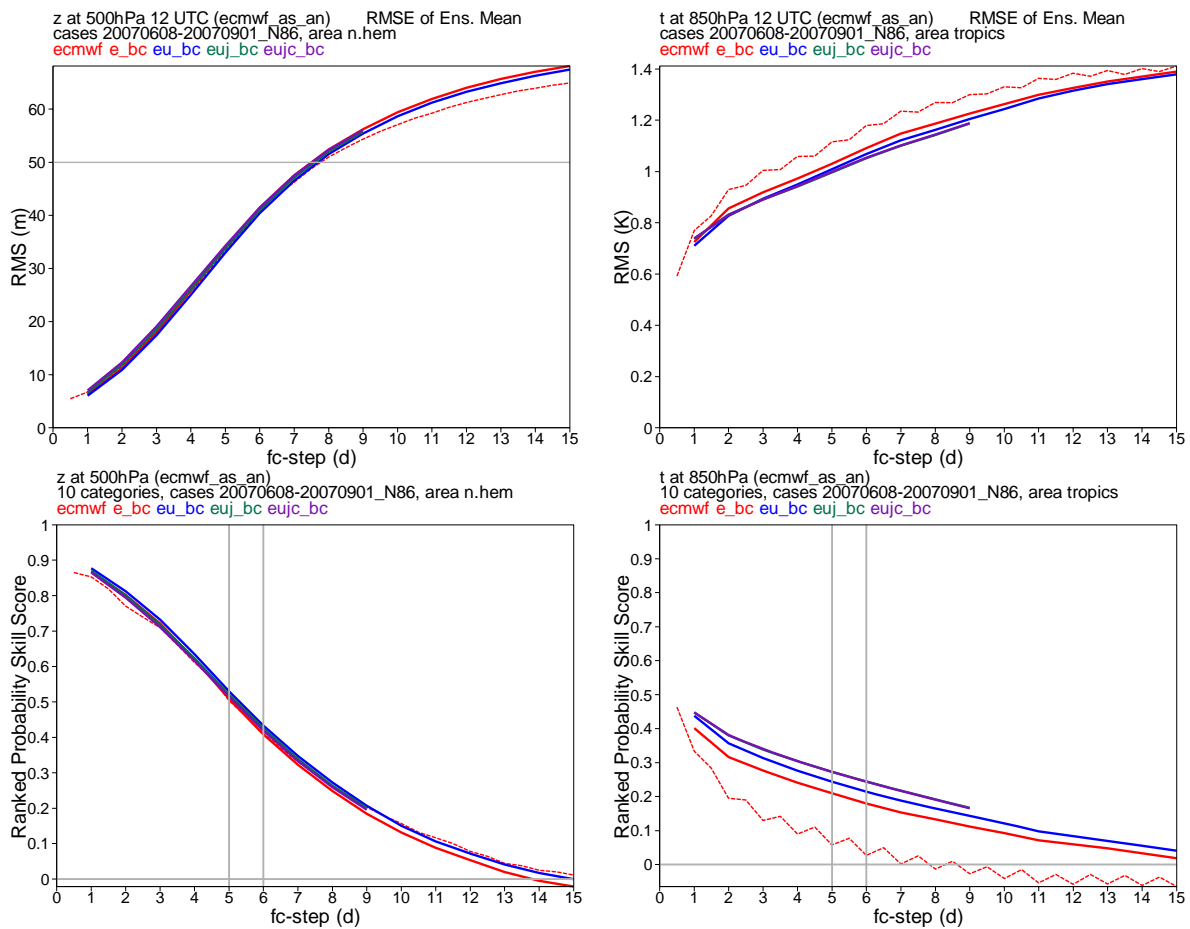 z at 500hPa 12 UTC (ecmwf_as_an) RMSE of Ens. Mean
cases 20070608-20070901_N86, area n.hem
ecmwf e_bc eu_bc euj_bc eujc_bc
60
50
40
30
20
10
0
RMS (m)
0 1 2 3 4 5 6 7 8 9 10 11 12 13 14 15
fc-step (d)
t at 850hPa 12 UTC (ecmwf_as_an) RMSE of Ens. Mean
cases 20070608-20070901_N86, area tropics
ecmwf e_bc eu_bc euj_bc eujc_bc
1.4
1.2
1
0.8
0.6
0.4
0.2
0
RMS (K)
0 1 2 3 4 5 6 7 8 9 10 11 12 13 14 15
fc-step (d)
z at 500hPa (ecmwf_as_an)
10 categories, cases 20070608-20070901_N86, area n.hem
ecmwf e_bc eu_bc euj_bc eujc_bc
1
0.9
0.8
0.7
0.6
0.5
0.4
0.3
0.2
0.1
0
Ranked Probability Skill Score
0 1 2 3 4 5 6 7 8 9 10 11 12 13 14 15
fc-step (d)
t at 850hPa (ecmwf_as_an)
10 categories, cases 20070608-20070901_N86, area tropics
ecmwf e_bc eu_bc euj_bc eujc_bc
1
0.9
0.8
0.7
0.6
0.5
0.4
0.3
0.2
0.1
0
Ranked Probability Skill Score
0 1 2 3 4 5 6 7 8 9 10 11 12 13 14 15
fc-step (d)